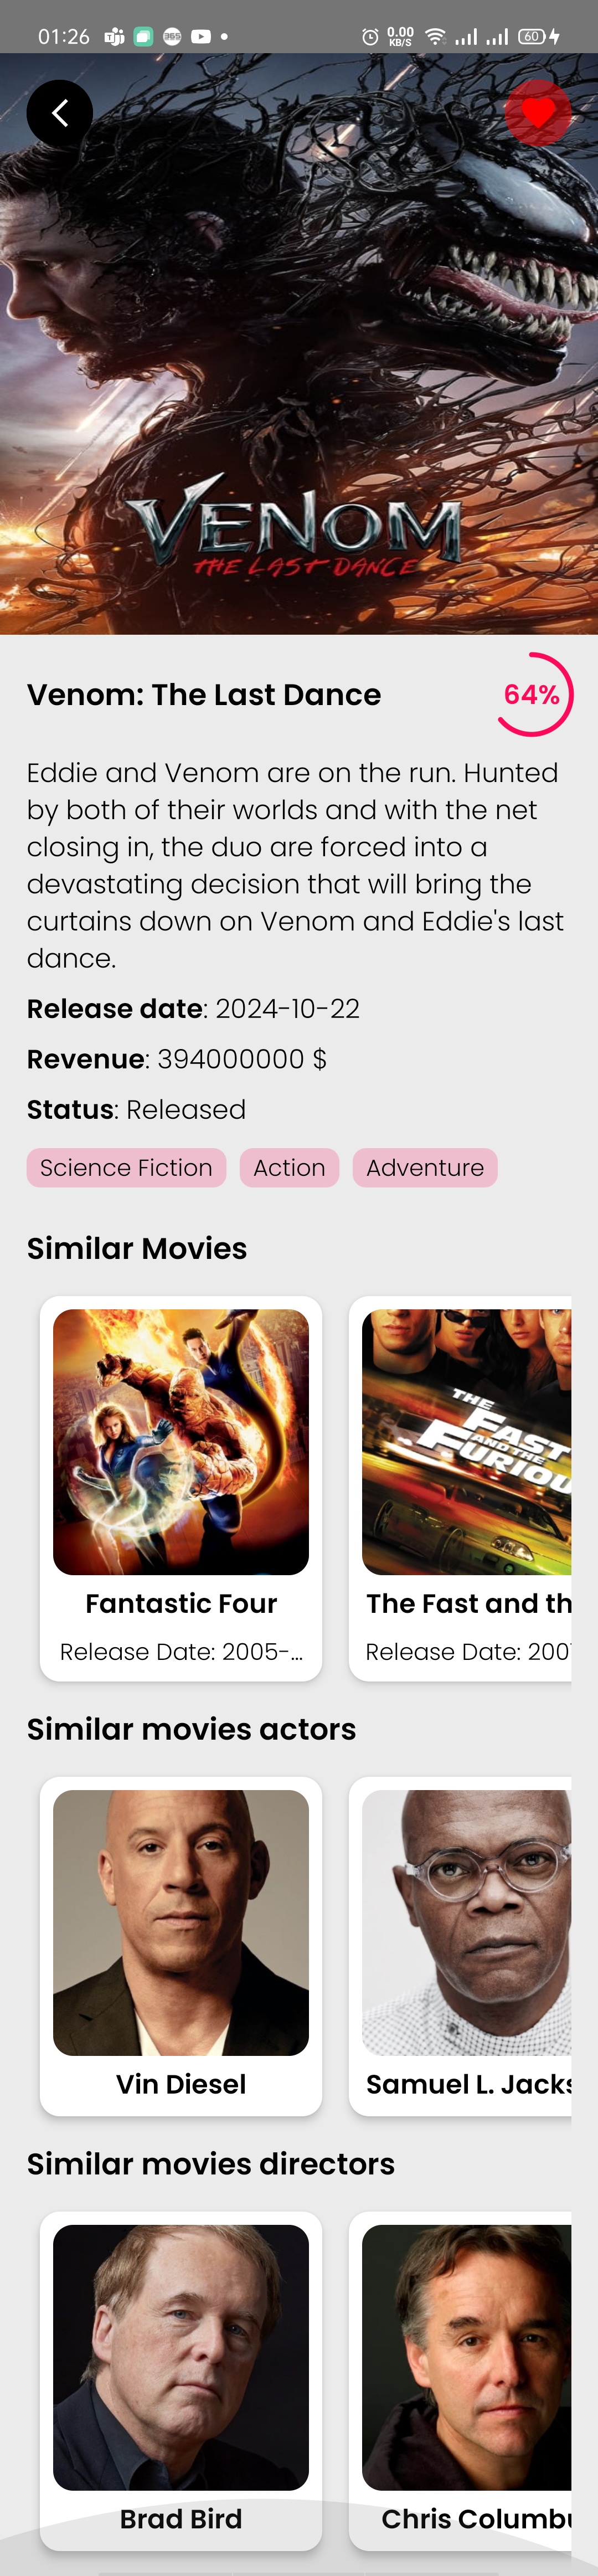 01:26
365
0.00
KB/S
60
VENOM
THE LAST DANCE
Venom: The Last Dance
64%
Eddie and Venom are on the run. Hunted
by both of their worlds and with the net
closing in, the duo are forced into a
devastating decision that will bring the
curtains down on Venom and Eddie's last
dance.
Release date: 2024-10-22
Revenue: 394000000 $
Status: Released
Science Fiction
Action
Adventure
Similar Movies
THE
FAST
AND THE
FURIOU
Fantastic Four
The Fast and th
Release Date: 2005-...
Release Date: 2001
Similar movies actors
Vin Diesel
Samuel L. Jacks
Similar movies directors
Brad Bird
Chris Columbu